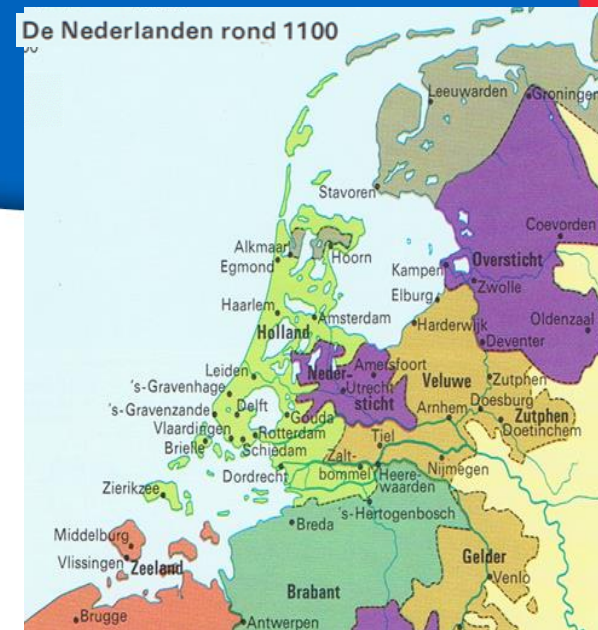 De Nederlanden rond 1100
Leeuwarden
Groningen
Stavoren
Coevorden
Alkmaar
Hoorn
Oversticht
Egmond
Kampen
Zwolle
Elburg
Haarlem
Amsterdam
Harderwijk
Oldenzaal
Holland
Deventer
Neder-
sticht
Amersfoort
Leiden
Veluwe
Zutphen
's-Gravenhage
Utrecht
Doesburg
's-Gravenzande
Delft
Gouda
Arnhem
Zutphen
Vlaardingen
Rotterdam
Tiel
Doetinchem
Brielle
Schiedam
Zalt-
bommel
Heere-
waarden
Nijmegen
Dordrecht
Zierikzee
's-Hertogenbosch
Breda
Middelburg
Vlissingen
Zeeland
Gelder
Venlo
Brabant
Brugge
Antwerpen